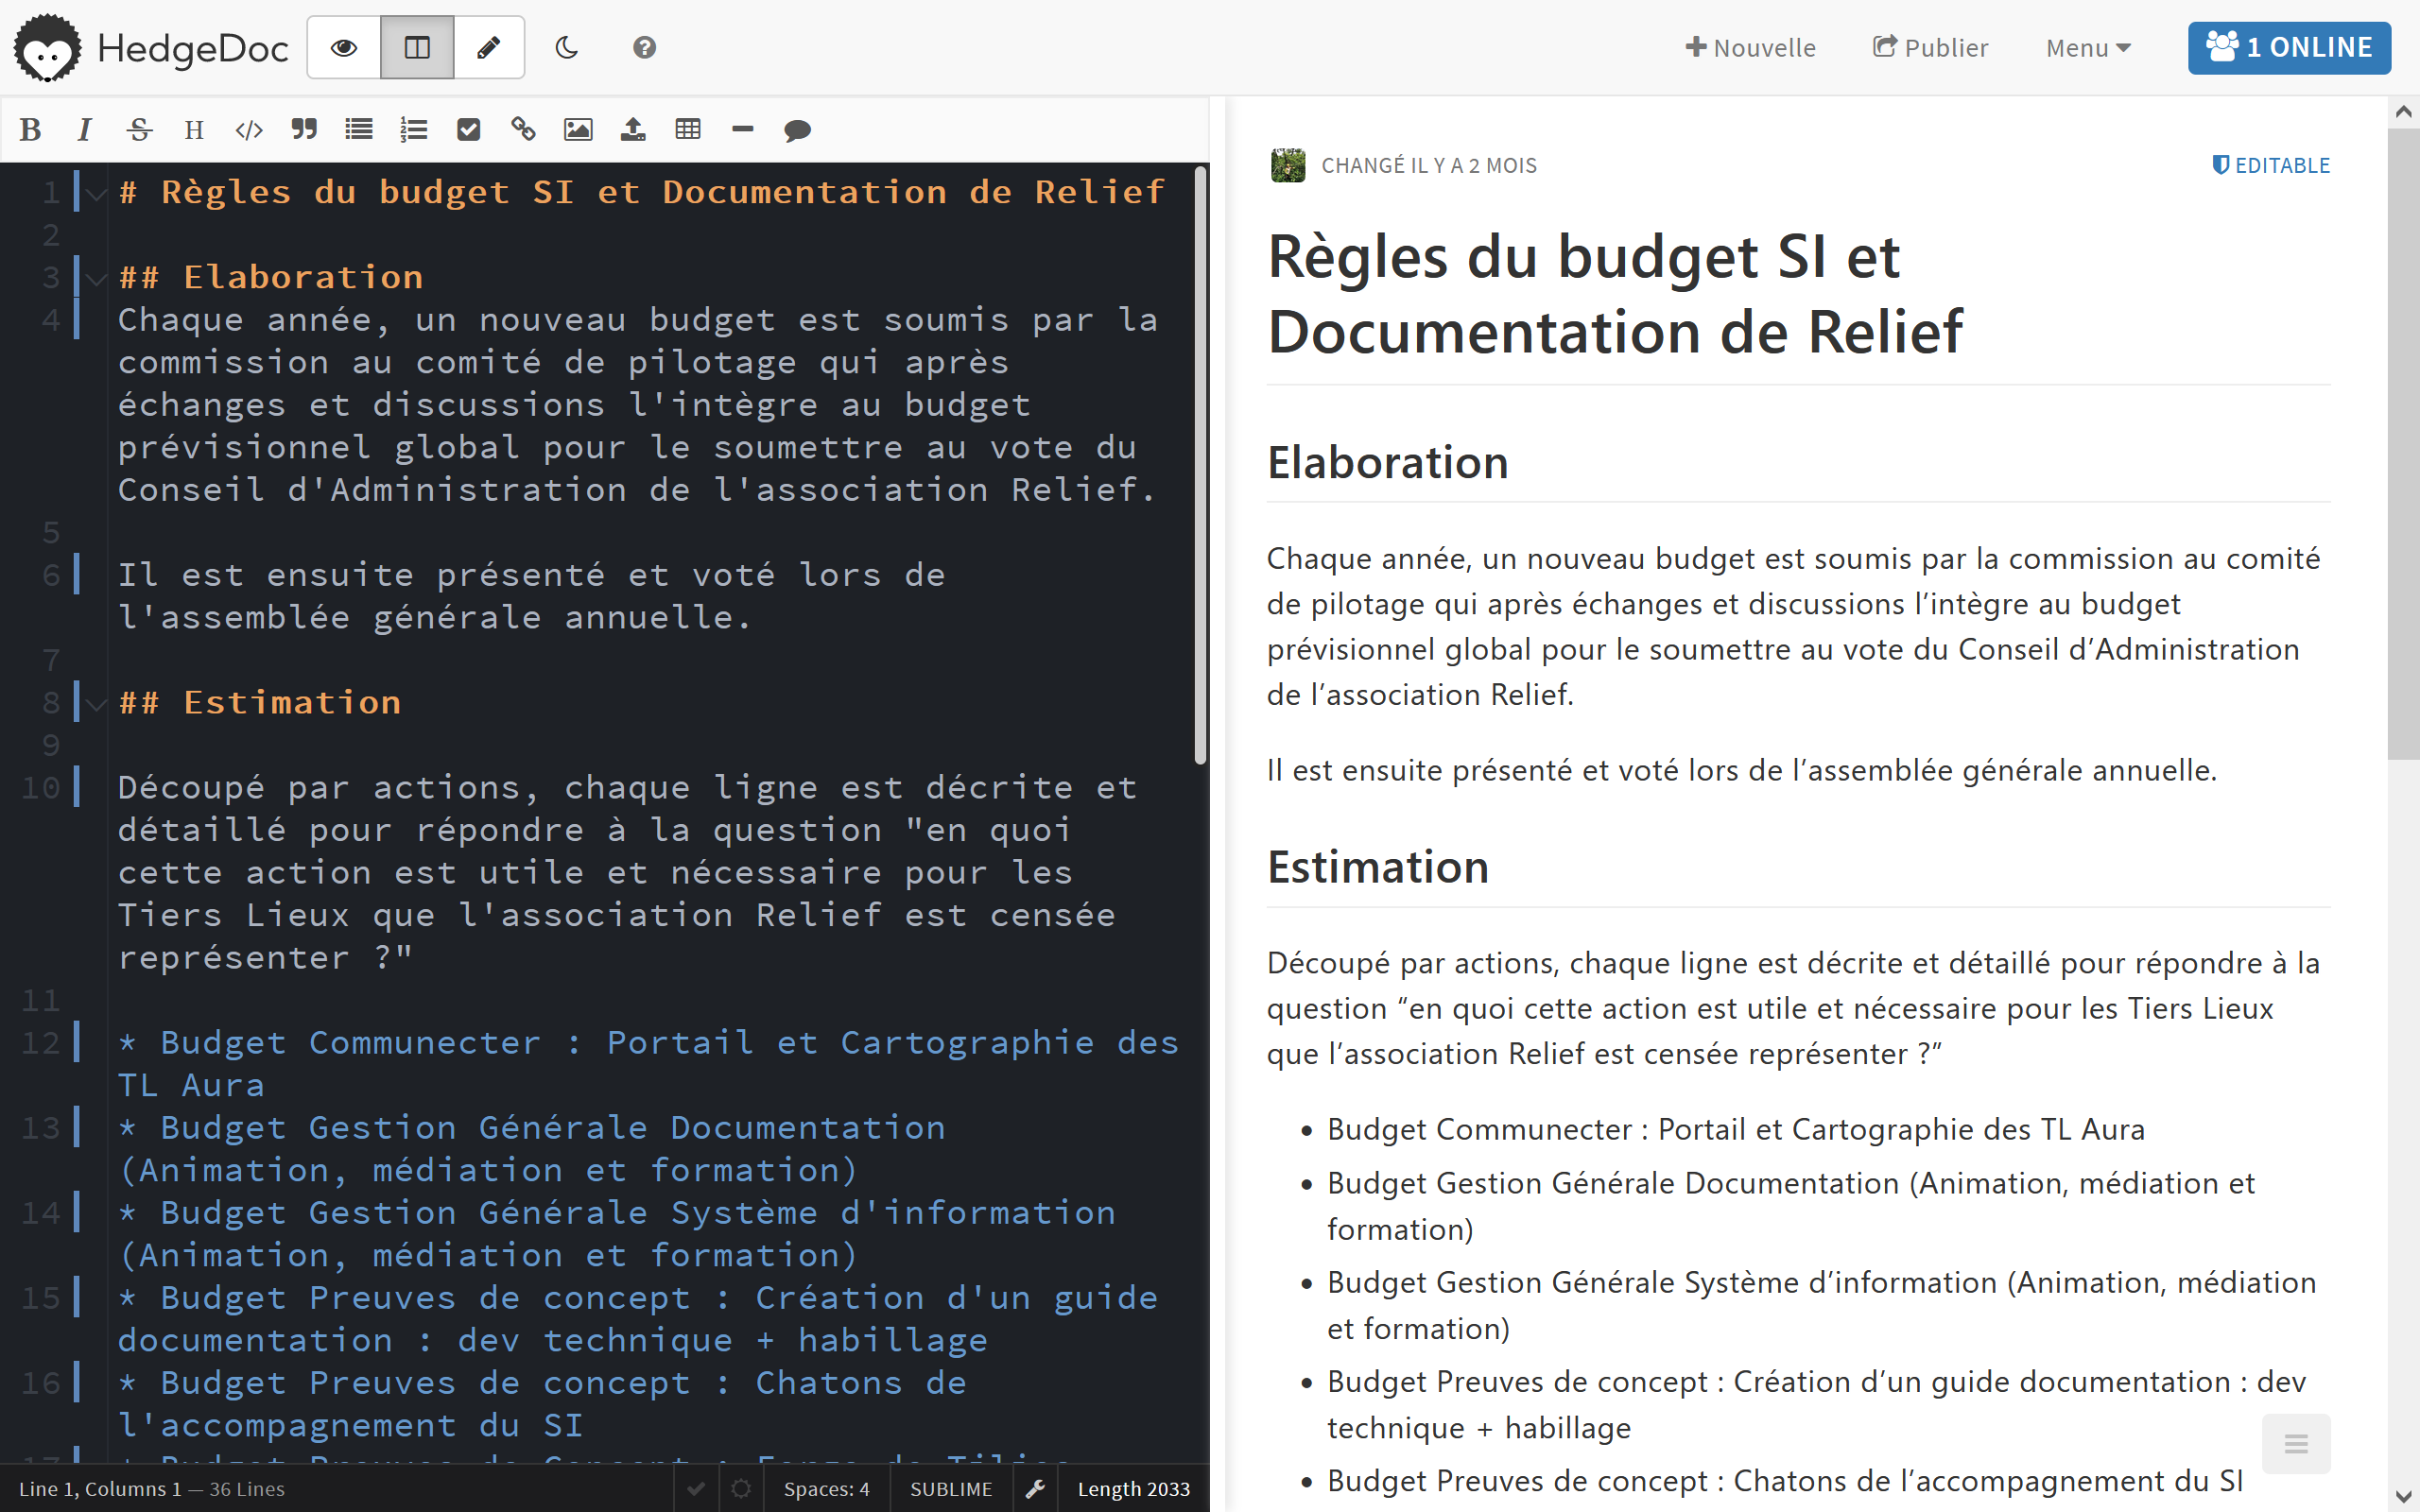 HedgeDoc
Nouvelle
Publier
Menu
1 ONLINE
B I S H </>
1 # Règles du budget SI et Documentation de Relief
2
3 ## Elaboration
4 Chaque année, un nouveau budget est soumis par la
commission au comité de pilotage qui après
échanges et discussions l'intègre au budget
prévisionnel global pour le soumettre au vote du
Conseil d'Administration de l'association Relief.
5
6 Il est ensuite présenté et voté lors de
l'assemblée générale annuelle.
7
8 ## Estimation
9
10 Découpé par actions, chaque ligne est décrite et
détaillé pour répondre à la question "en quoi
cette action est utile et nécessaire pour les
Tiers Lieux que l'association Relief est censée
représenter ?"
11
12 * Budget Communecter : Portail et Cartographie des
TL Aura
13 * Budget Gestion Générale Documentation
(Animation, médiation et formation)
14 * Budget Gestion Générale Système d'information
(Animation, médiation et formation)
15 * Budget Preuves de concept : Création d'un guide
documentation : dev technique + habillage
16 * Budget Preuves de concept : Chatons de
l'accompagnement du SI
17 * Budget Preuves de Concept :
Line 1, Columns 1 — 36 Lines
Spaces: 4
SUBLIME
Length 2033
CHANGÉ IL Y A 2 MOIS
EDITABLE
Règles du budget SI et
Documentation de Relief
Elaboration
Chaque année, un nouveau budget est soumis par la commission au comité
de pilotage qui après échanges et discussions l’intègre au budget
prévisionnel global pour le soumettre au vote du Conseil d’Administration
de l’association Relief.
Il est ensuite présenté et voté lors de l’assemblée générale annuelle.
Estimation
Découpé par actions, chaque ligne est décrite et détaillé pour répondre à la
question “en quoi cette action est utile et nécessaire pour les Tiers Lieux
que l’association Relief est censée représenter ?”
• Budget Communecter : Portail et Cartographie des TL Aura
• Budget Gestion Générale Documentation (Animation, médiation et
formation)
• Budget Gestion Générale Système d’information (Animation, médiation
et formation)
• Budget Preuves de concept : Création d’un guide documentation : dev
technique + habillage
• Budget Preuves de concept : Chatons de l’accompagnement du SI